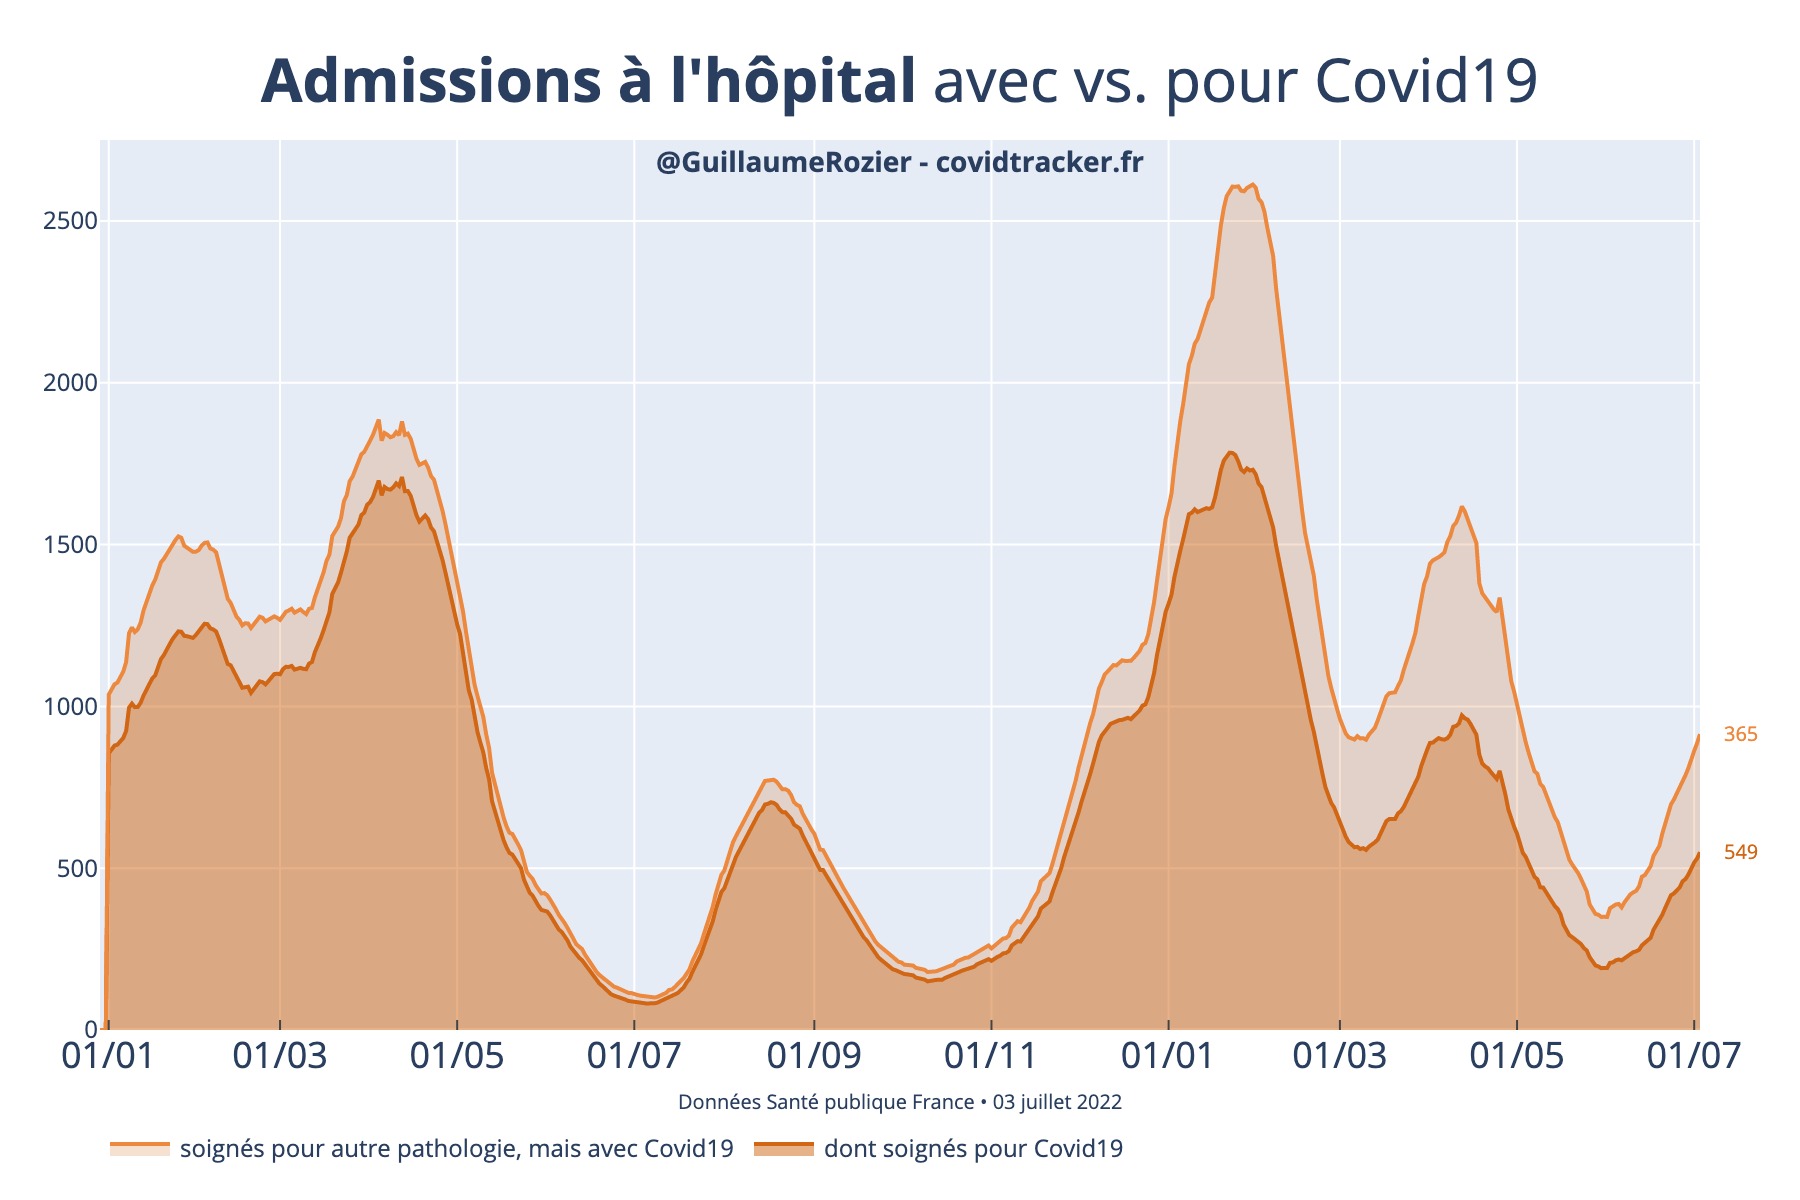 Admissions à l'hôpital avec vs. pour Covid19
@GuillaumeRozier - covidtracker.fr
2500
2000
1500
1000
500
0
365
549
01/01 01/03 01/05 01/07 01/09 01/11 01/01 01/03 01/05 01/07
Données Santé publique France • 03 juillet 2022
soignés pour autre pathologie, mais avec Covid19 dont soignés pour Covid19